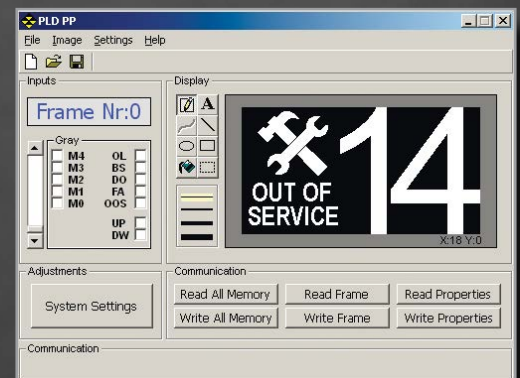 PLD PP
File Image Settings Help
Inputs
Frame Nr:0
Gray
M4 OL
M3 BS
M2 DO
M1 FA
M0 OOS
UP
DW
Display
A
OUT OF
SERVICE
14
X:18 Y:0
Adjustments
System Settings
Communication
Read All Memory Read Frame Read Properties
Write All Memory Write Frame Write Properties
Communication